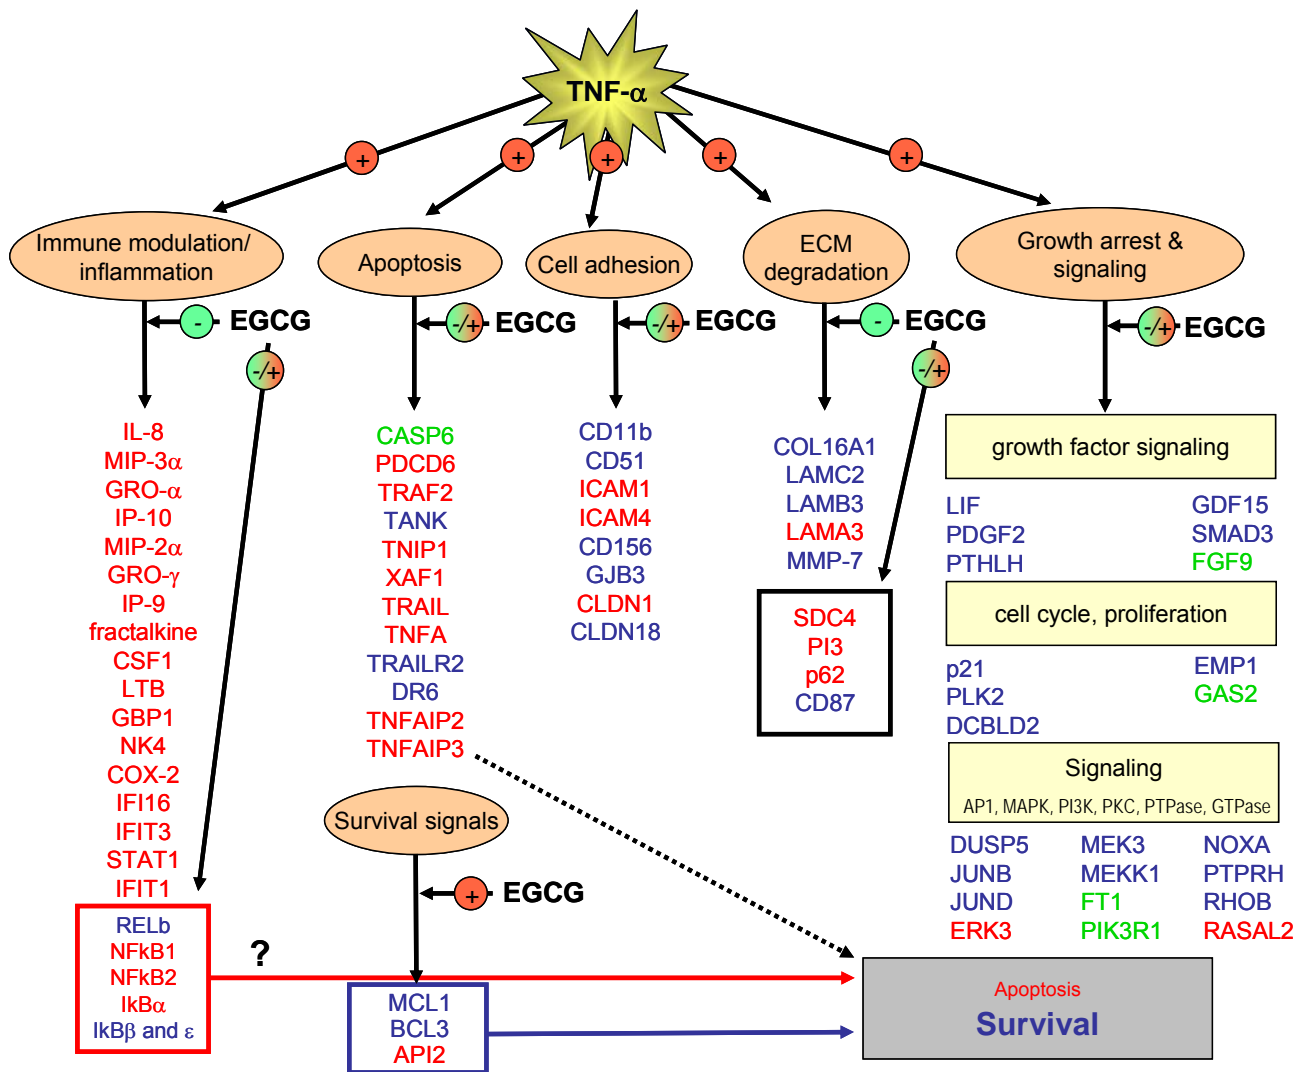 TNF-α
+
+
+
+
+
Immune modulation/
inflammation
Apoptosis
Cell adhesion
ECM
degradation
Growth arrest &
signaling
- EGCG
-/+
-/+ EGCG
-/+ EGCG
- EGCG
-/+
-/+ EGCG
IL-8
MIP-3α
GRO-α
IP-10
MIP-2α
GRO-γ
IP-9
fractalkine
CSF1
LTB
GBP1
NK4
COX-2
IFI16
IFIT3
STAT1
IFIT1
RELb
NFkB1
NFkB2
IkBα
IkBβ and ε
?
CASP6
PDCD6
TRAF2
TANK
TNIP1
XAF1
TRAIL
TNFA
TRAILR2
DR6
TNFAIP2
TNFAIP3
Survival signals
+ EGCG
MCL1
BCL3
API2
CD11b
CD51
ICAM1
ICAM4
CD156
GJB3
CLDN1
CLDN18
COL16A1
LAMC2
LAMB3
LAMA3
MMP-7
SDC4
PI3
p62
CD87
growth factor signaling
LIF GDF15
PDGF2 SMAD3
PTHLH FGF9
cell cycle, proliferation
p21 EMP1
PLK2 GAS2
DCBLD2
Signaling
AP1, MAPK, PI3K, PKC, PTPase, GTPase
DUSP5 MEK3 NOXA
JUNB MEKK1 PTPRH
JUND FT1 RHOB
ERK3 PIK3R1 RASAL2
Apoptosis
Survival